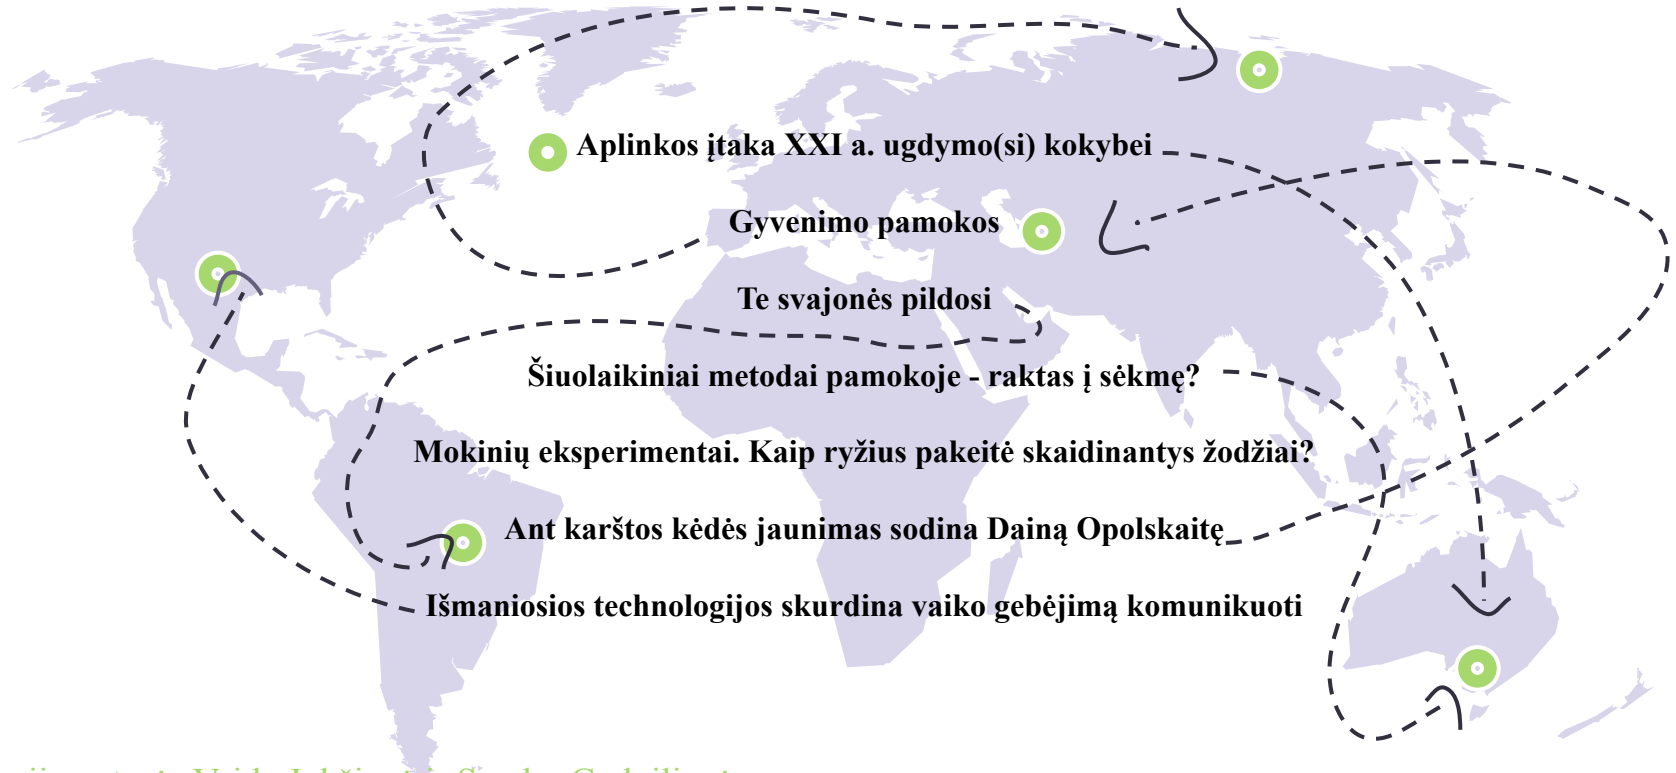 Aplinkos įtaka XXI a. ugdymo(si) kokybei
Gyvenimo pamokos
Te svajonės pildosi
Šiuolaikiniai metodai pamokoje - raktas į sėkmę?
Mokinių eksperimentai. Kaip ryžius pakeitė skaidinantys žodžiai?
Ant karštos kėdės jaunimas sodina Dainą Opolskaitę
Išmaniosios technologijos skurdina vaiko gebėjimą komunikuoti